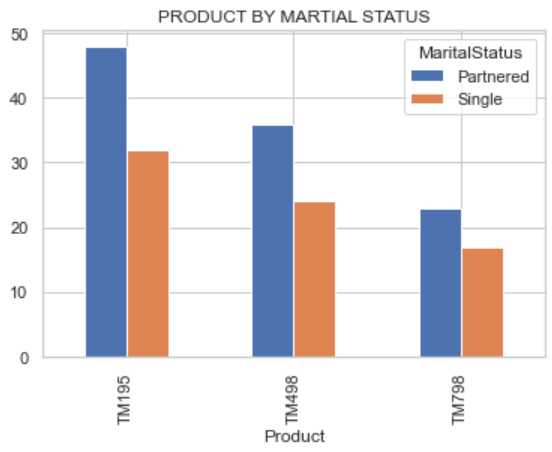 PRODUCT BY MARTIAL STATUS
MaritalStatus
Partnered
Single
50
40
30
20
10
0
TM195
TM498
TM798
Product